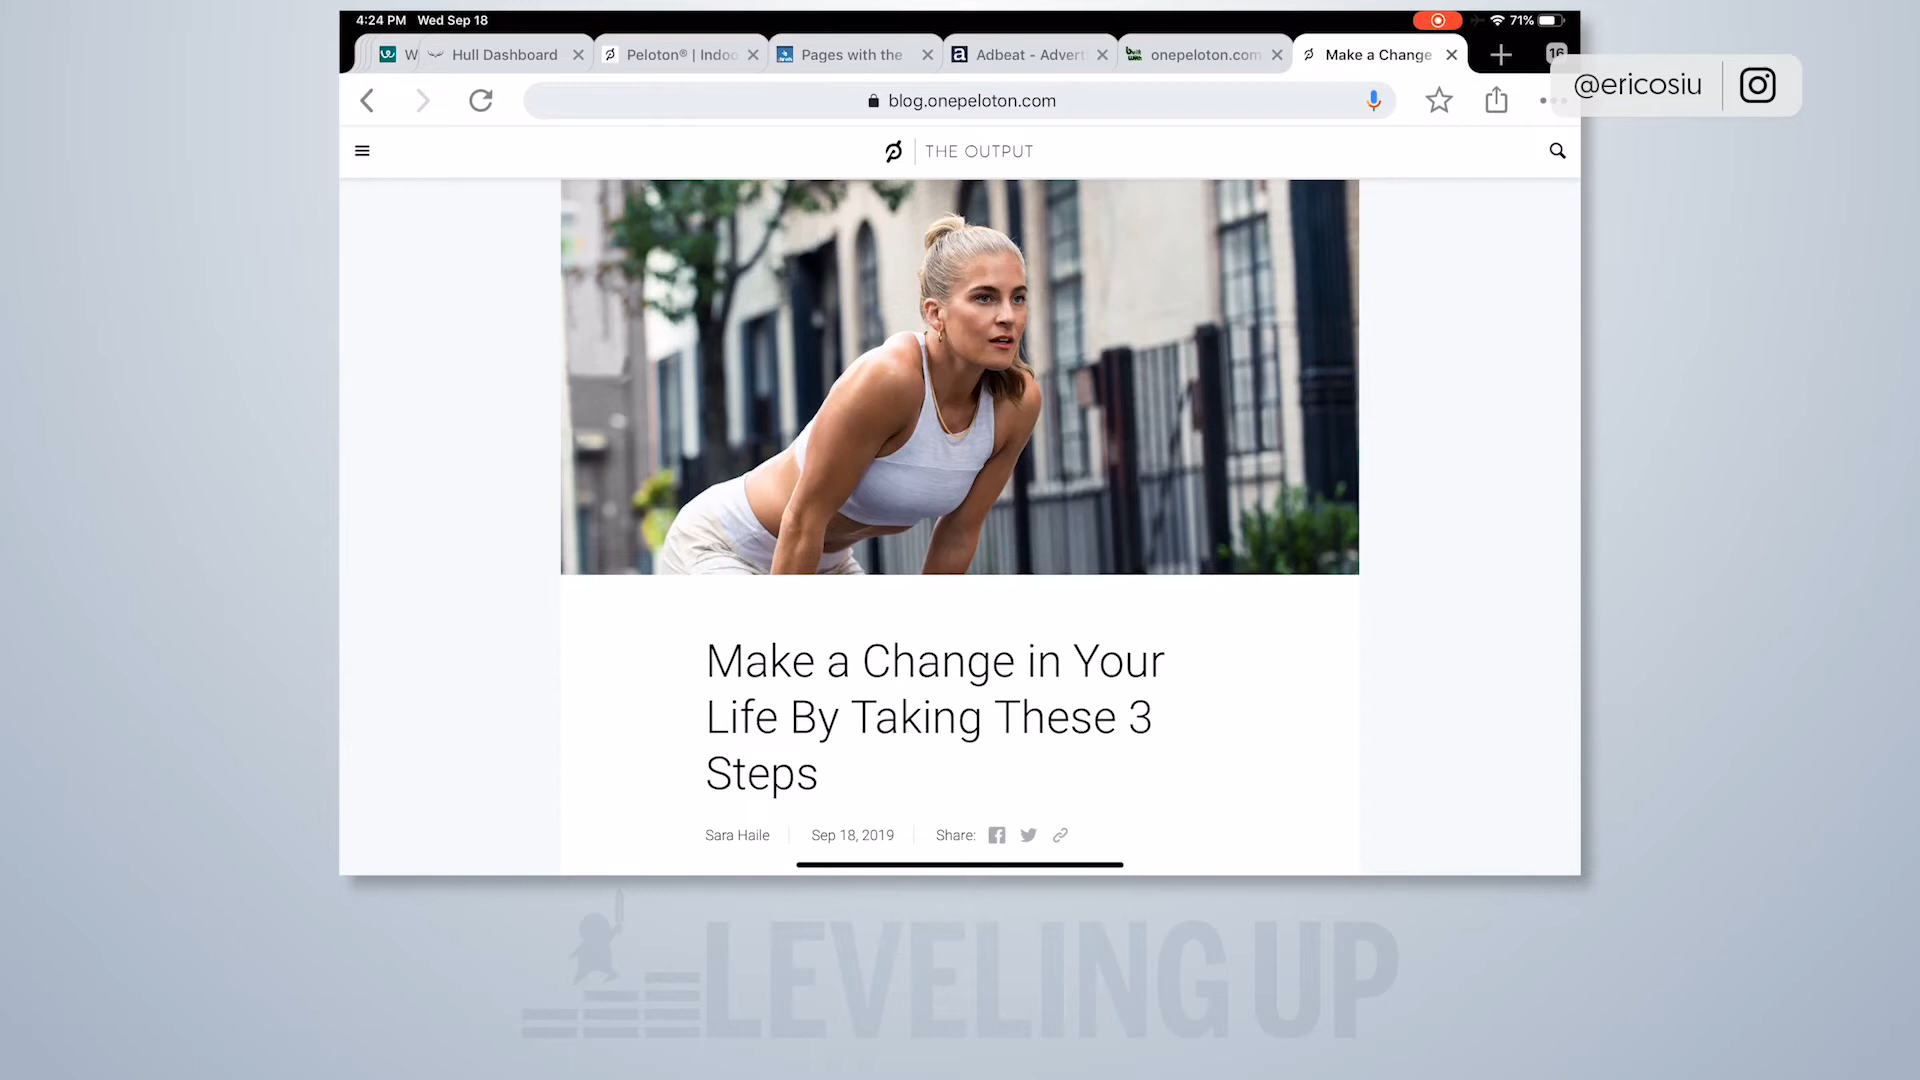 4:24 PM Wed Sep 18
71%
W
Hull Dashboard
Peloton® | Indoo
Pages with the
Adbeat - Advert
onepeloton.com
Make a Change
16
@ericosiu
blog.onepeloton.com
THE OUTPUT
Make a Change in Your
Life By Taking These 3
Steps
Sara Haile
Sep 18, 2019
Share:
LEVELING UP